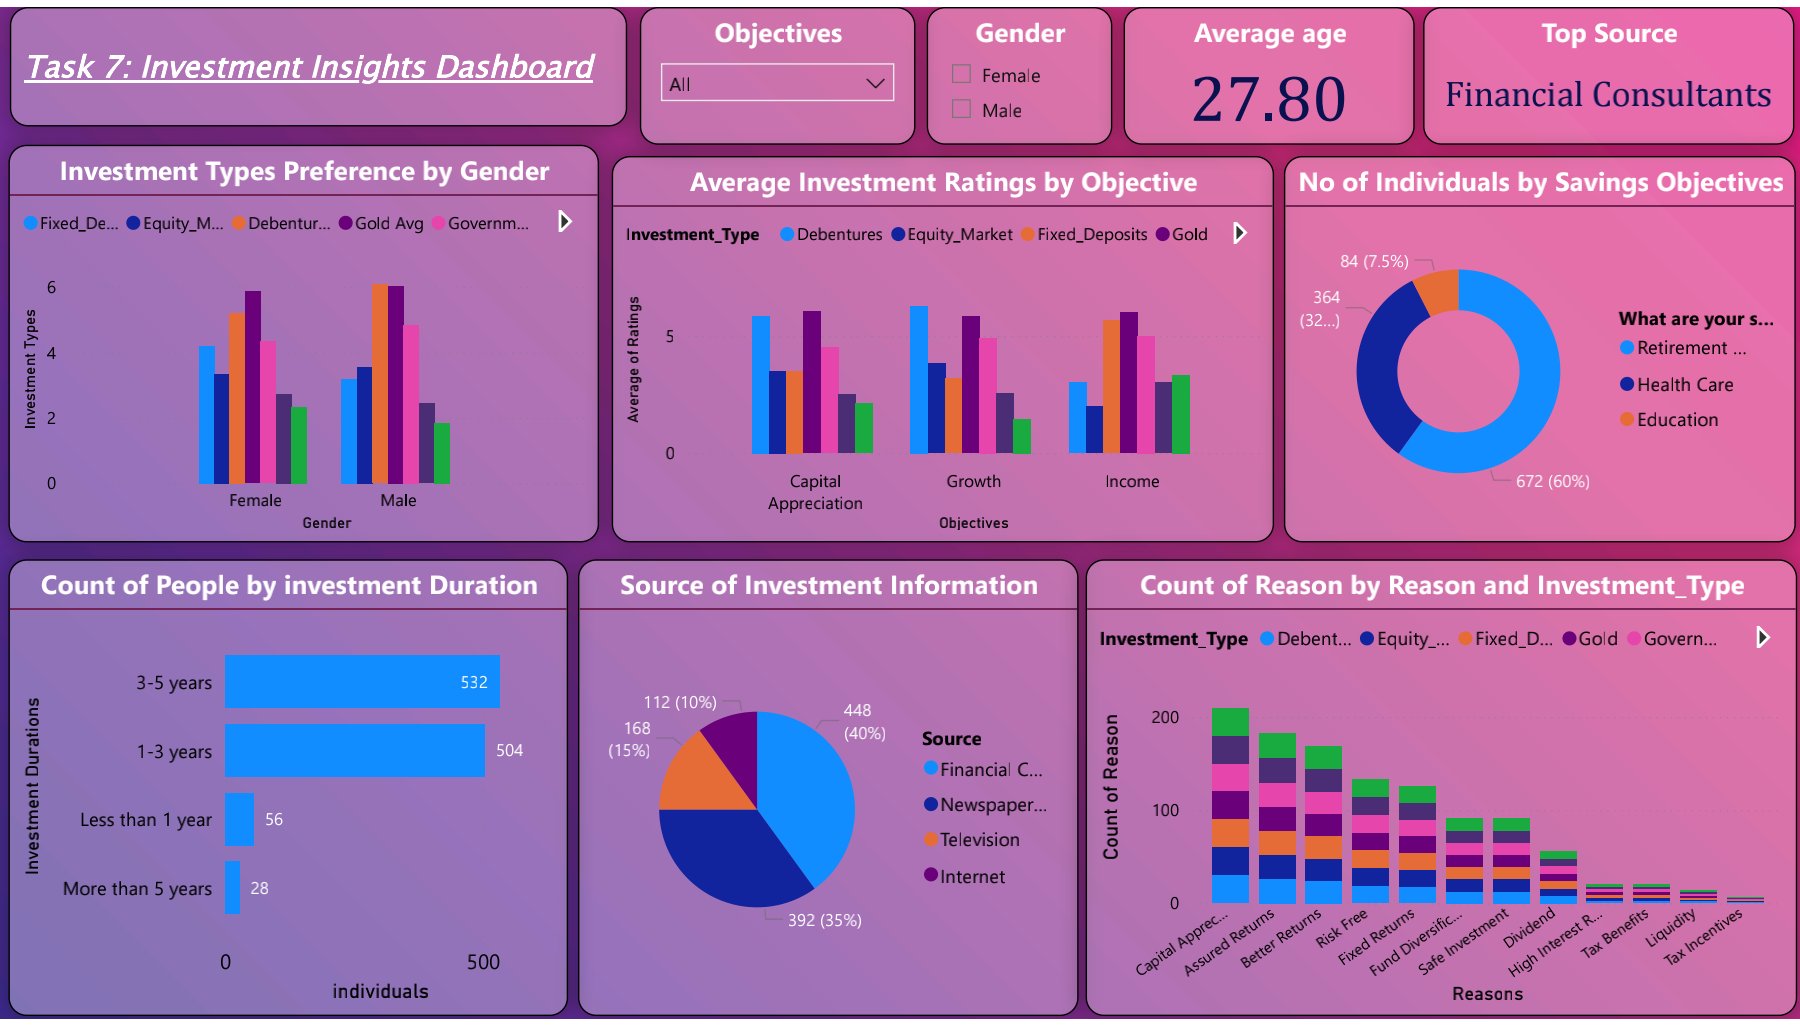 Task 7: Investment Insights Dashboard
Objectives
All
Gender
Female
Male
Average age
27.80
Top Source
Financial Consultants
Investment Types Preference by Gender
Fixed_De... Equity_M... Debentur... Gold Avg Governm...
Investment Types
6
4
2
0
Female Male
Gender
Average Investment Ratings by Objective
Investment_Type Debentures Equity_Market Fixed_Deposits Gold
Average of Ratings
5
0
Capital
Appreciation
Growth
Income
Objectives
No of Individuals by Savings Objectives
84 (7.5%)
364
(32...)
672 (60%)
What are your s...
Retirement ...
Health Care
Education
Count of People by investment Duration
Investment Durations
3-5 years 532
1-3 years 504
Less than 1 year 56
More than 5 years 28
0 500
individuals
Source of Investment Information
112 (10%)
168
(15%)
448
(40%)
392 (35%)
Source
Financial C...
Newspaper...
Television
Internet
Count of Reason by Reason and Investment_Type
Investment_Type Debent... Equity_... Fixed_D... Gold Govern...
Count of Reason
200
100
0
Capital Apprec...
Assured Returns
Better Returns
Risk Free
Fixed Returns
Fund Diversific...
Safe Investment
Dividend
High Interest R...
Tax Benefits
Liquidity
Tax Incentives
Reasons